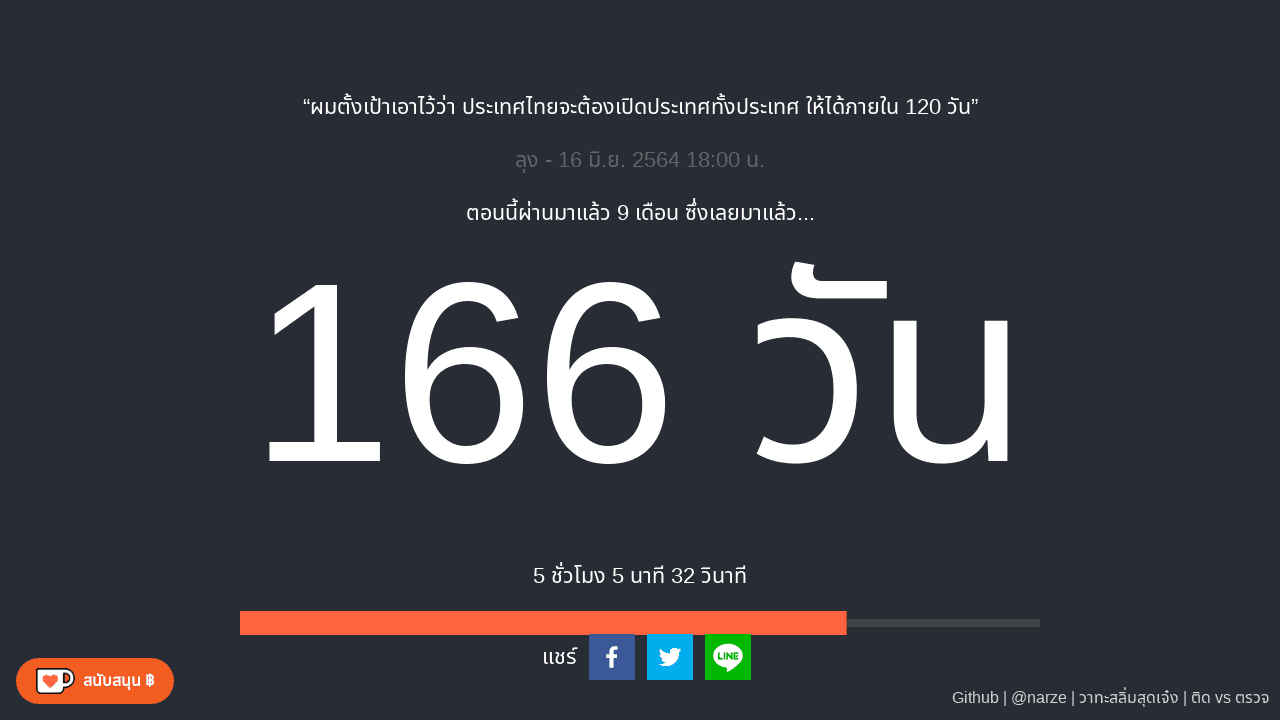 “ผมตั้งเป้าเอาไว้ว่า ประเทศไทยจะต้องเปิดประเทศทั้งประเทศ ให้ได้ภายใน 120 วัน”
ลุง - 16 มิ.ย. 2564 18:00 น.
ตอนนี้ผ่านมาแล้ว 9 เดือน ซึ่งเลยมาแล้ว...
166 วัน
5 ชั่วโมง 5 นาที 32 วินาที
แชร์
LINE
สนับสนุน ฿
Github | @narze | วาทะสลิ่มสุดเจ๋ง | ติด vs ตรวจ